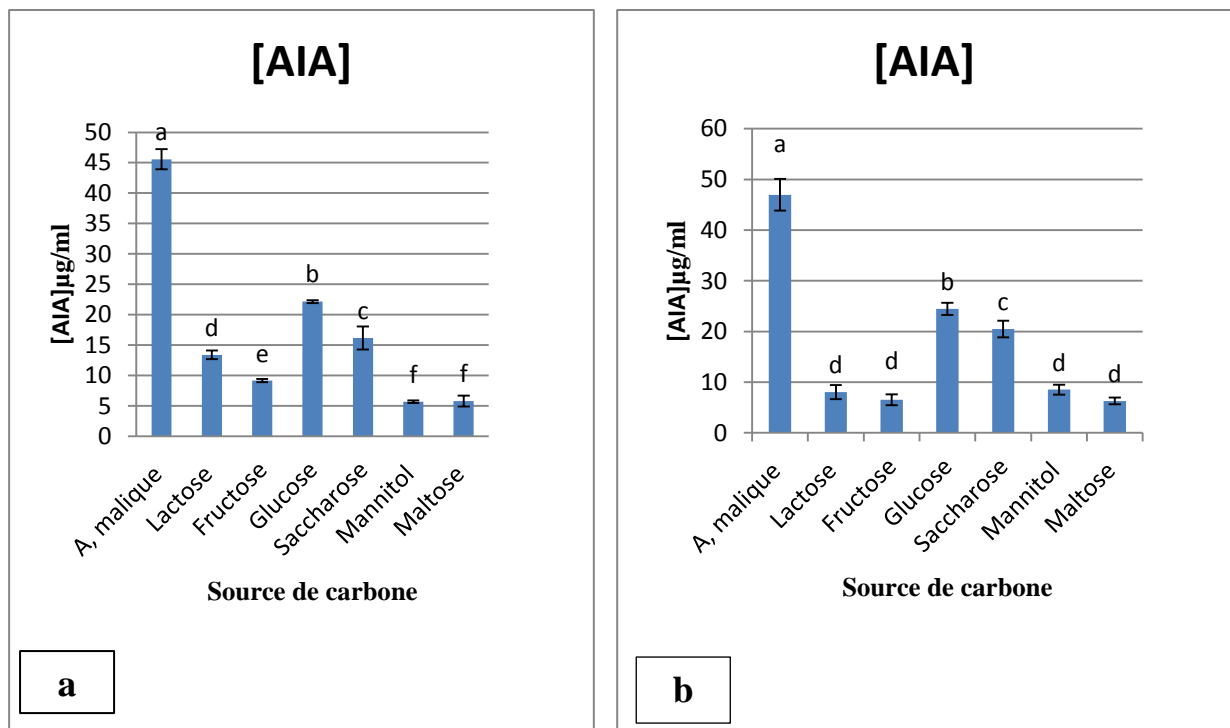 [AIA]
[AIA]µg/ml
50
45
40
35
30
25
20
15
10
5
0
a
d
e
b
c
f
f
A, malique
Lactose
Fructose
Glucose
Saccharose
Mannitol
Maltose
Source de carbone
a
[AIA]
[AIA]µg/ml
60
50
40
30
20
10
0
a
d
d
b
c
d
d
A, malique
Lactose
Fructose
Glucose
Saccharose
Mannitol
Maltose
Source de carbone
b